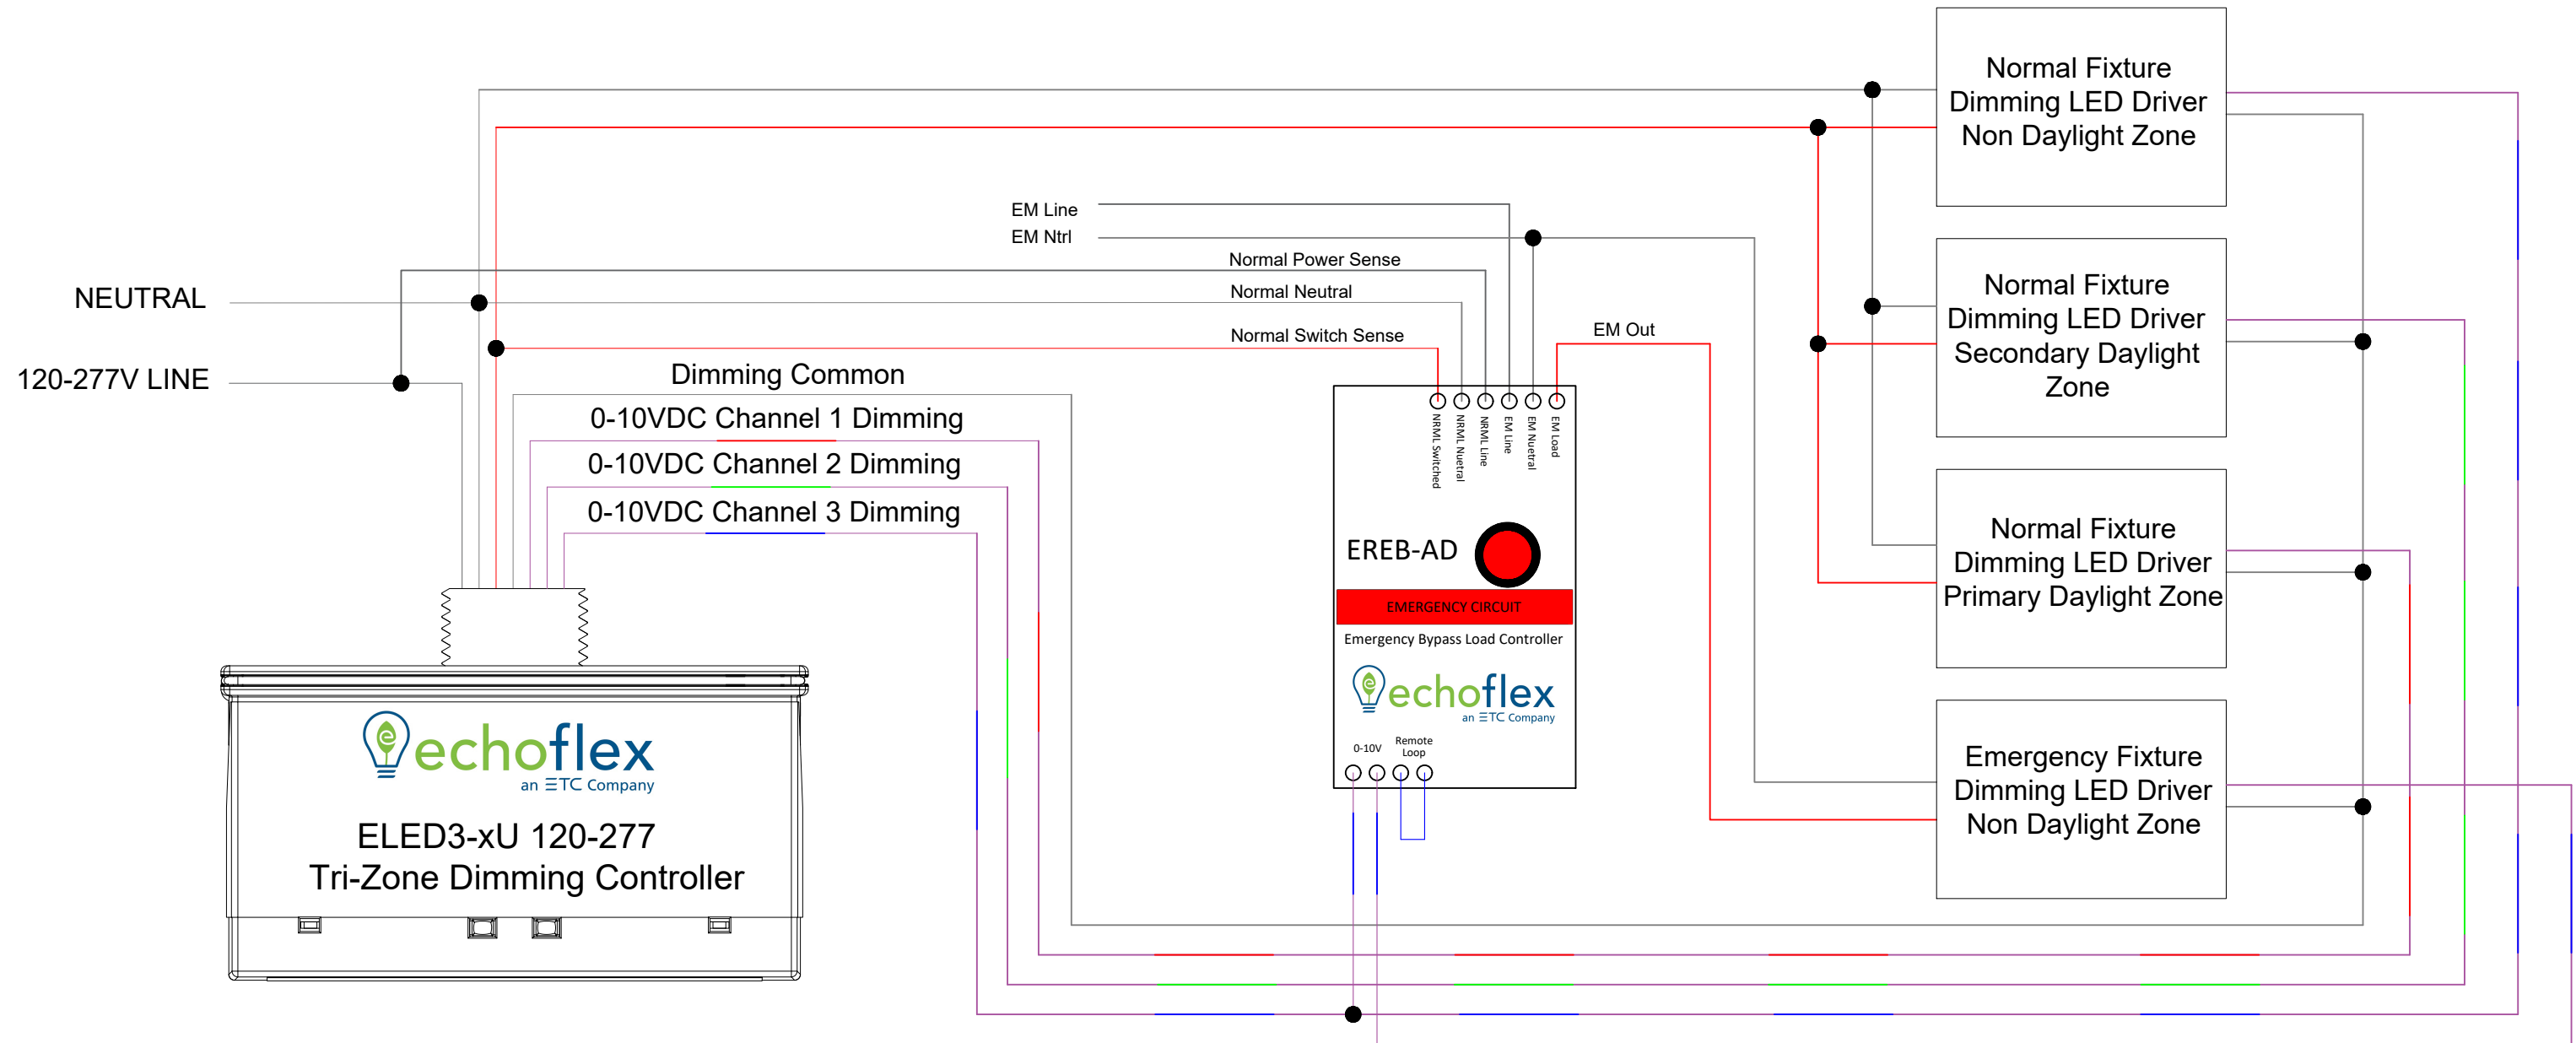 Normal Fixture
Dimming LED Driver
Non Daylight Zone
EM Line
EM Ntrl
Normal Power Sense
Normal Neutral
Normal Switch Sense
EM Out
NEUTRAL
120-277V LINE
Normal Fixture
Dimming LED Driver
Secondary Daylight
Zone
Dimming Common
0-10VDC Channel 1 Dimming
0-10VDC Channel 2 Dimming
0-10VDC Channel 3 Dimming
NRML Switched
NRML Nuetral
NRML Line
EM Line
EM Nuetral
EM Load
EREB-AD
EMERGENCY CIRCUIT
Emergency Bypass Load Controller
echoflex
an ETC Company
0-10V
Remote
Loop
Normal Fixture
Dimming LED Driver
Primary Daylight Zone
Emergency Fixture
Dimming LED Driver
Non Daylight Zone
echoflex
an ETC Company
ELED3-xU 120-277
Tri-Zone Dimming Controller